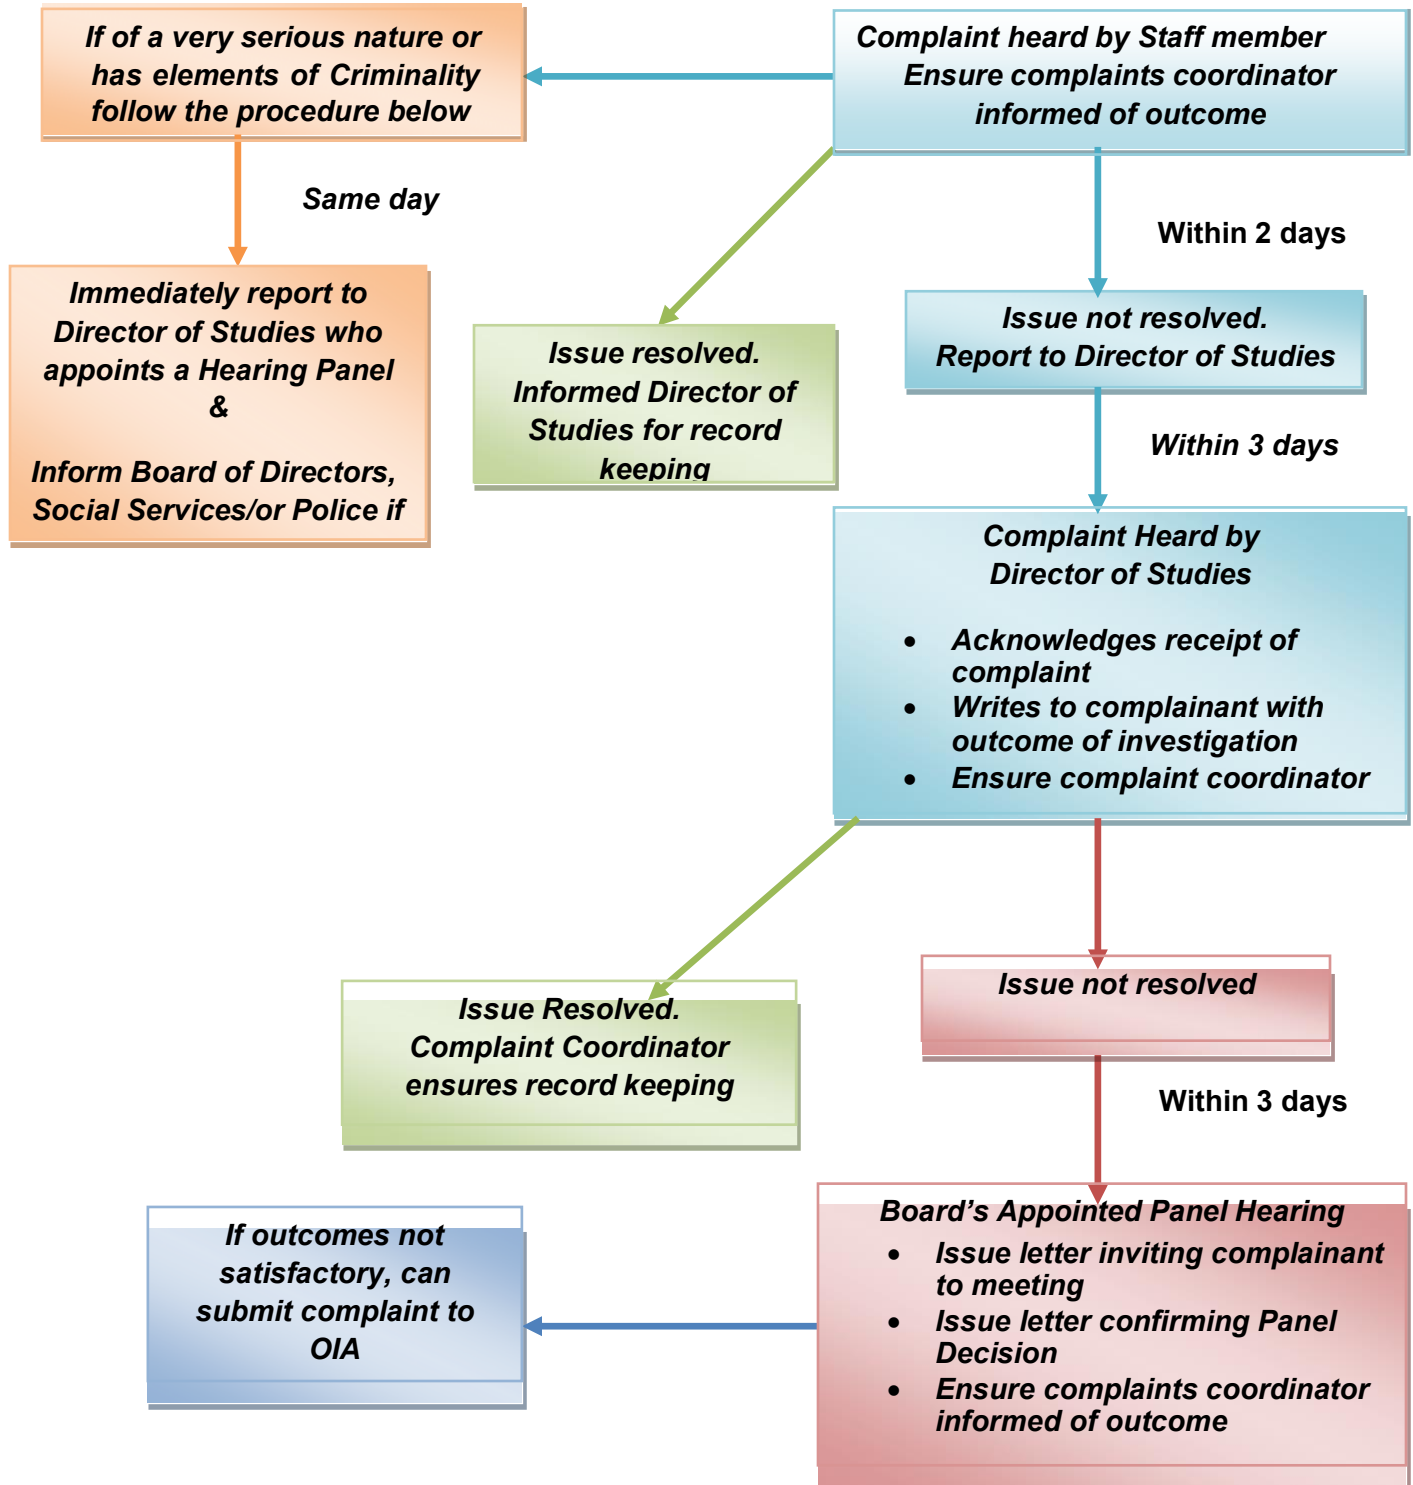 If of a very serious nature or
has elements of Criminality
follow the procedure below
Complaint heard by Staff member
Ensure complaints coordinator
informed of outcome
Same day
Within 2 days
Immediately report to
Director of Studies who
appoints a Hearing Panel
&
Inform Board of Directors,
Social Services/or Police if
Issue resolved.
Informed Director of
Studies for record
keeping
Issue not resolved.
Report to Director of Studies
Within 3 days
Complaint Heard by
Director of Studies
• Acknowledges receipt of
complaint
• Writes to complainant with
outcome of investigation
• Ensure complaint coordinator
Issue Resolved.
Complaint Coordinator
ensures record keeping
Issue not resolved
Within 3 days
If outcomes not
satisfactory, can
submit complaint to
OIA
Board’s Appointed Panel Hearing
• Issue letter inviting complainant
to meeting
• Issue letter confirming Panel
Decision
• Ensure complaints coordinator
informed of outcome